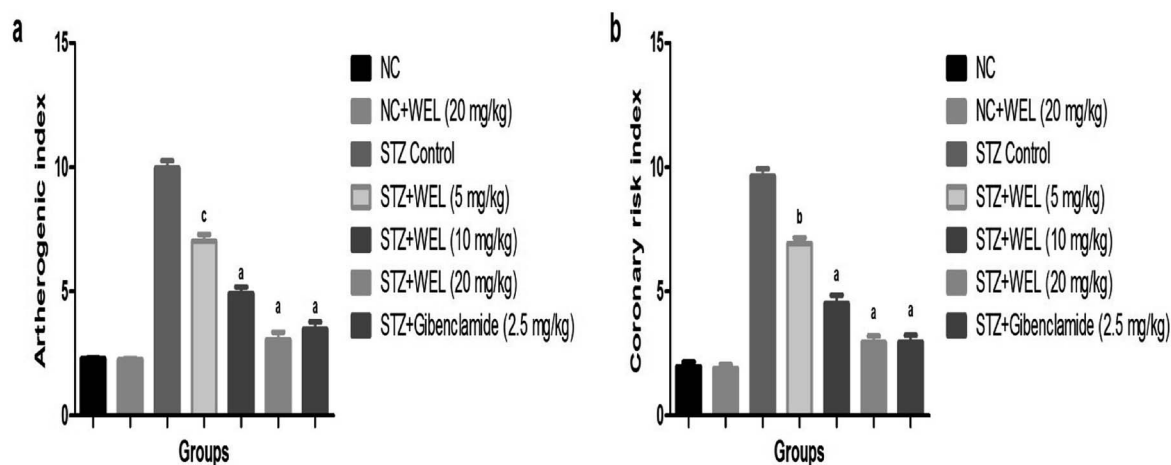 a
15
10
5
0
Artherogenic index
c
a
a
a
Groups
NC
NC+WEL (20 mg/kg)
STZ Control
STZ+WEL (5 mg/kg)
STZ+WEL (10 mg/kg)
STZ+WEL (20 mg/kg)
STZ+Gibenclamide (2.5 mg/kg)
b
15
10
5
0
Coronary risk index
b
a
a
a
Groups
NC
NC+WEL (20 mg/kg)
STZ Control
STZ+WEL (5 mg/kg)
STZ+WEL (10 mg/kg)
STZ+WEL (20 mg/kg)
STZ+Gibenclamide (2.5 mg/kg)